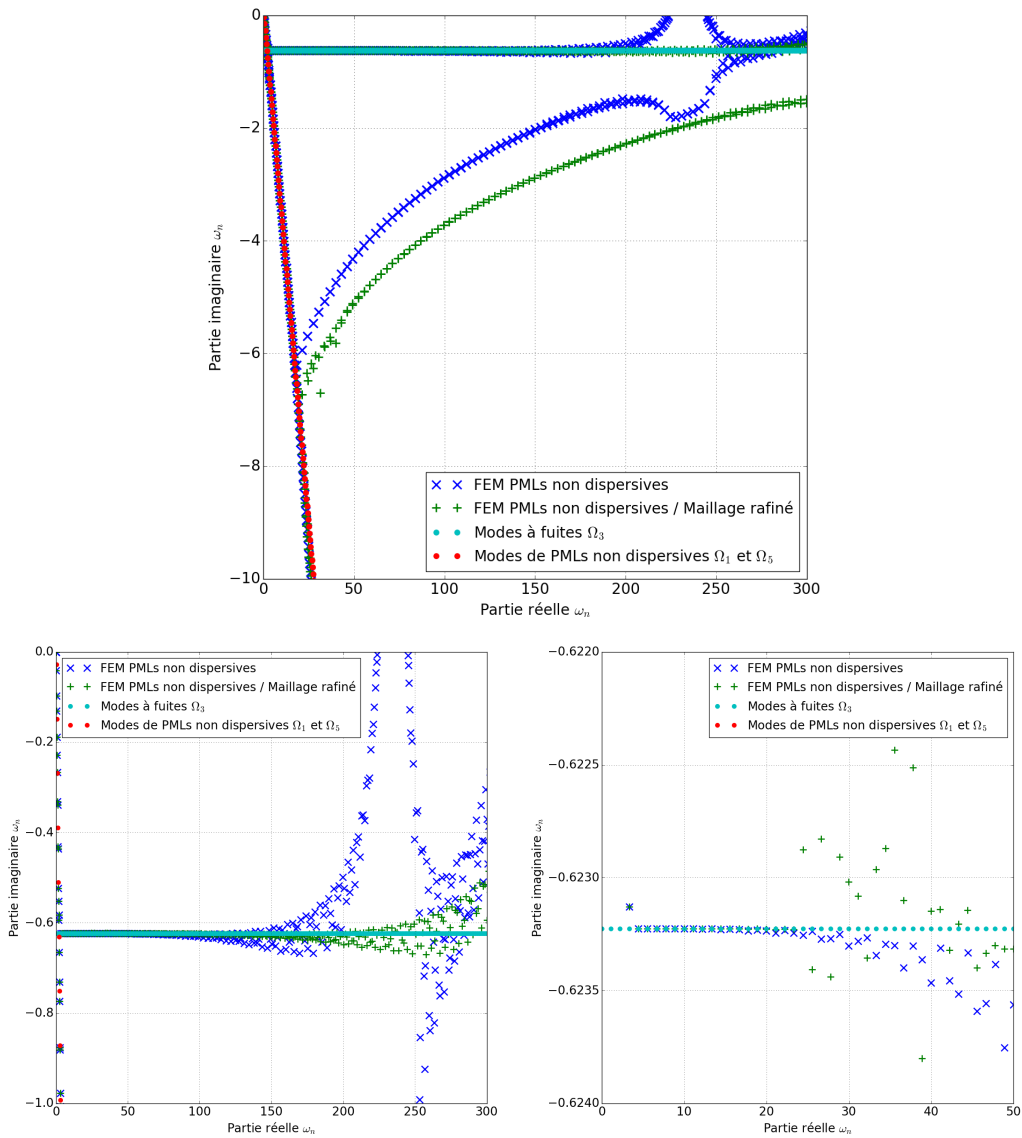 0
−2
−4
−6
−8
−10
0
50
100
150
200
250
300
Partie imaginaire ωn
Partie réelle ωn
FEM PMLs non dispersives
FEM PMLs non dispersives / Maillage rafiné
Modes à fuites Ω3
Modes de PMLs non dispersives Ω1 et Ω5
0.0
−0.2
−0.4
−0.6
−0.8
−1.0
0
50
100
150
200
250
300
Partie imaginaire ωn
Partie réelle ωn
FEM PMLs non dispersives
FEM PMLs non dispersives / Maillage rafiné
Modes à fuites Ω3
Modes de PMLs non dispersives Ω1 et Ω5
−0.6220
−0.6225
−0.6230
−0.6235
−0.6240
0
10
20
30
40
50
Partie imaginaire ωn
Partie réelle ωn
FEM PMLs non dispersives
FEM PMLs non dispersives / Maillage rafiné
Modes à fuites Ω3
Modes de PMLs non dispersives Ω1 et Ω5